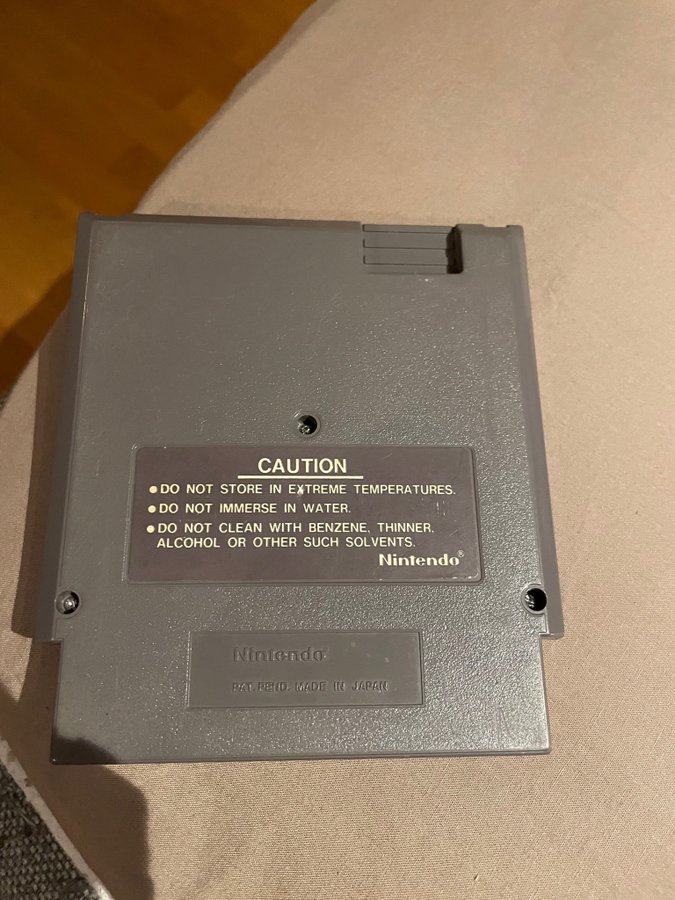 CAUTION
•DO NOT STORE IN EXTREME TEMPERATURES.
•DO NOT IMMERSE IN WATER.
•DO NOT CLEAN WITH BENZENE, THINNER,
ALCOHOL OR OTHER SUCH SOLVENTS.
Nintendo®
Nintendo®
PAT. PEND. MADE IN JAPAN